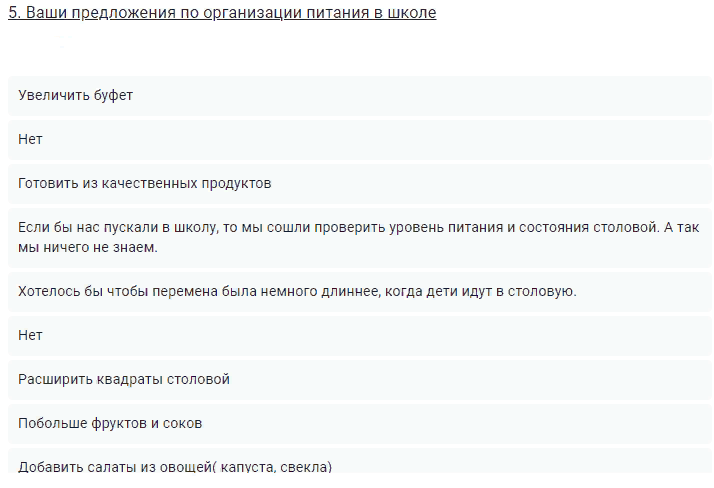 5. Ваши предложения по организации питания в школе
Увеличить буфет
Нет
Готовить из качественных продуктов
Если бы нас пускали в школу, то мы сошли проверить уровень питания и состояния столовой. А так
мы ничего не знаем.
Хотелось бы чтобы перемена была немного длиннее, когда дети идут в столовую.
Нет
Расширить квадраты столовой
Побольше фруктов и соков
Добавить салаты из овощей( капуста, свекла)